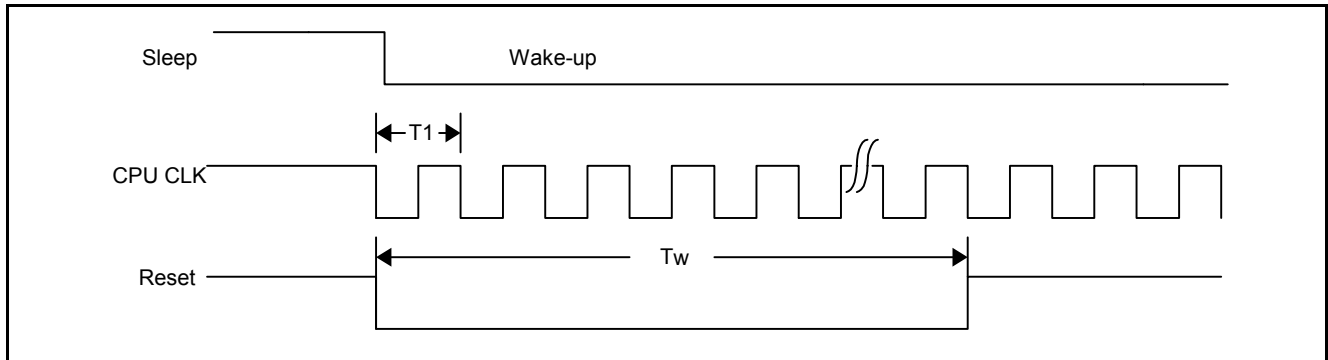 Sleep
Wake-up
T1
CPU CLK
Tw
Reset